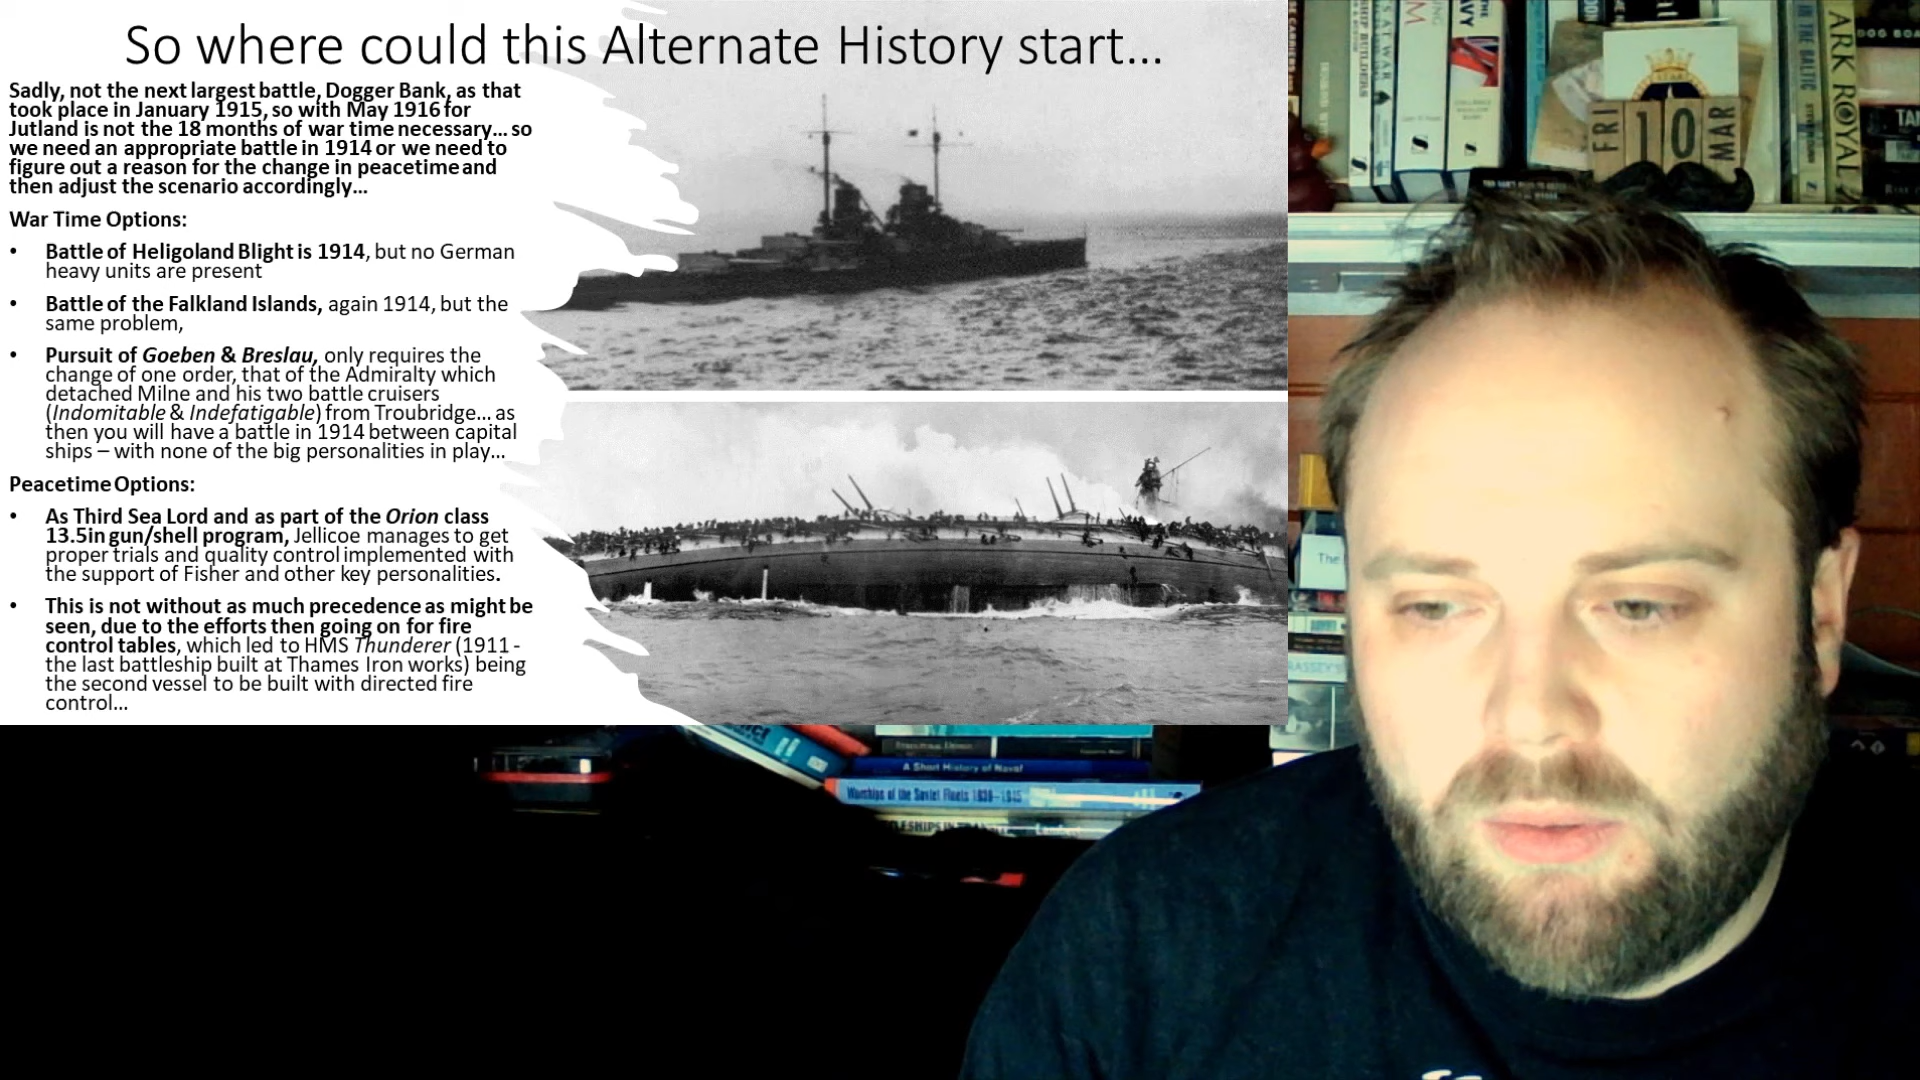 So where could this Alternate History start...
Sadly, not the next largest battle, Dogger Bank, as that
took place in January 1915, so with May 1916 for
Jutland is not the 18 months of war time necessary... so
we need an appropriate battle in 1914 or we need to
figure out a reason for the change in peacetime and
then adjust the scenario accordingly...
War Time Options:
• Battle of Heligoland Blight is 1914, but no German
heavy units are present
• Battle of the Falkland Islands, again 1914, but the
same problem,
• Pursuit of Goeben & Breslau, only requires the
change of one order, that of the Admiralty which
detached Milne and his two battle cruisers
(Indomitable & Indefatigable) from Troubridge... as
then you will have a battle in 1914 between capital
ships – with none of the big personalities in play...
Peacetime Options:
• As Third Sea Lord and as part of the Orion class
13.5in gun/shell program, Jellicoe manages to get
proper trials and quality control implemented with
the support of Fisher and other key personalities.
• This is not without as much precedence as might be
seen, due to the efforts then going on for fire
control tables, which led to HMS Thunderer (1911 -
the last battleship built at Thames Iron works) being
the second vessel to be built with directed fire
control...
FRI
10
MAR
IN THE BALTIC
ARK ROYAL
DOG
The
A Short History of Naval
Warships of the Soviet Fleets 1939–1945